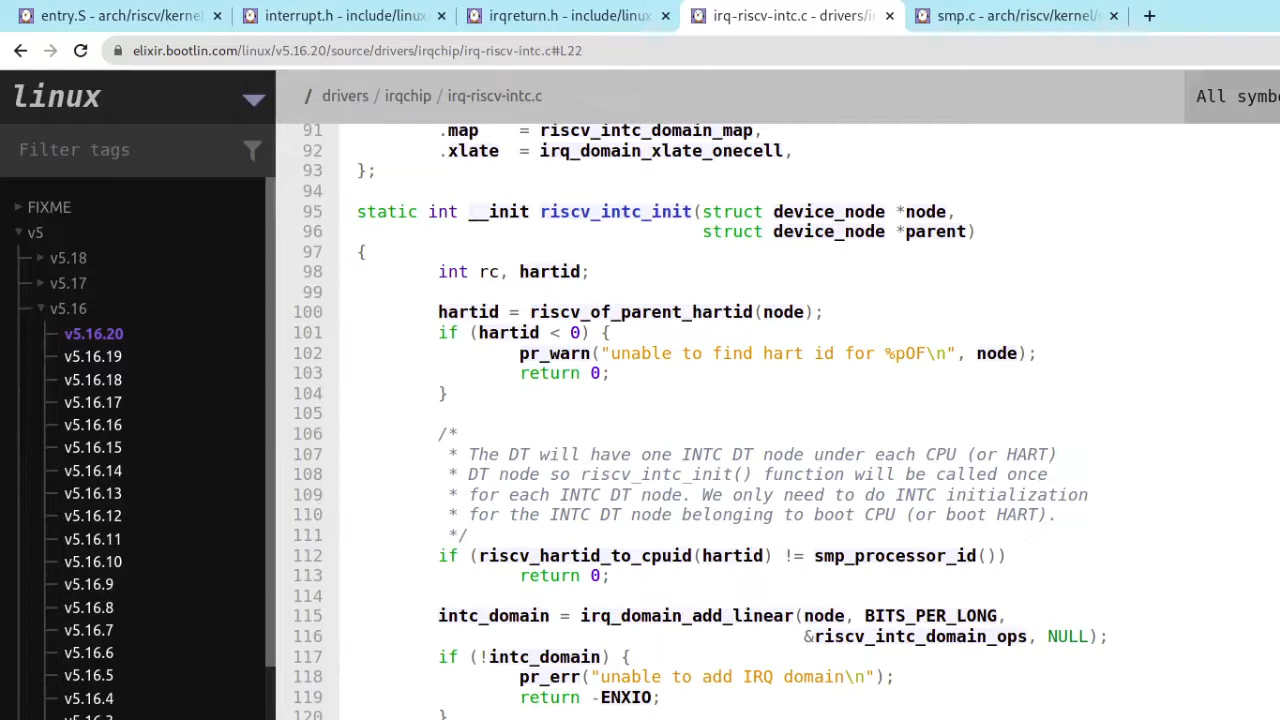 entry.S - arch/riscv/kernel/
interrupt.h - include/linux
irqreturn.h - include/linux
irq-riscv-intc.c - drivers/ir
smp.c - arch/riscv/kernel/s
elixir.bootlin.com/linux/v5.16.20/source/drivers/irqchip/irq-riscv-intc.c#L22
linux
/ drivers / irqchip / irq-riscv-intc.c
All symb
Filter tags
FIXME
v5
v5.18
v5.17
v5.16
v5.16.20
v5.16.19
v5.16.18
v5.16.17
v5.16.16
v5.16.15
v5.16.14
v5.16.13
v5.16.12
v5.16.11
v5.16.10
v5.16.9
v5.16.8
v5.16.7
v5.16.6
v5.16.5
v5.16.4
91 .map = riscv_intc_domain_map,
92 .xlate = irq_domain_xlate_onecell,
93 };
94
95 static int __init riscv_intc_init(struct device_node *node,
96 struct device_node *parent)
97 {
98 int rc, hartid;
99
100 hartid = riscv_of_parent_hartid(node);
101 if (hartid < 0) {
102 pr_warn("unable to find hart id for %pOF\n", node);
103 return 0;
104 }
105
106 /*
107 * The DT will have one INTC DT node under each CPU (or HART)
108 * DT node so riscv_intc_init() function will be called once
109 * for each INTC DT node. We only need to do INTC initialization
110 * for the INTC DT node belonging to boot CPU (or boot HART).
111 */
112 if (riscv_hartid_to_cpuid(hartid) != smp_processor_id())
113 return 0;
114
115 intc_domain = irq_domain_add_linear(node, BITS_PER_LONG,
116 &riscv_intc_domain_ops, NULL);
117 if (!intc_domain) {
118 pr_err("unable to add IRQ domain\n");
119 return -ENXIO;
120 }